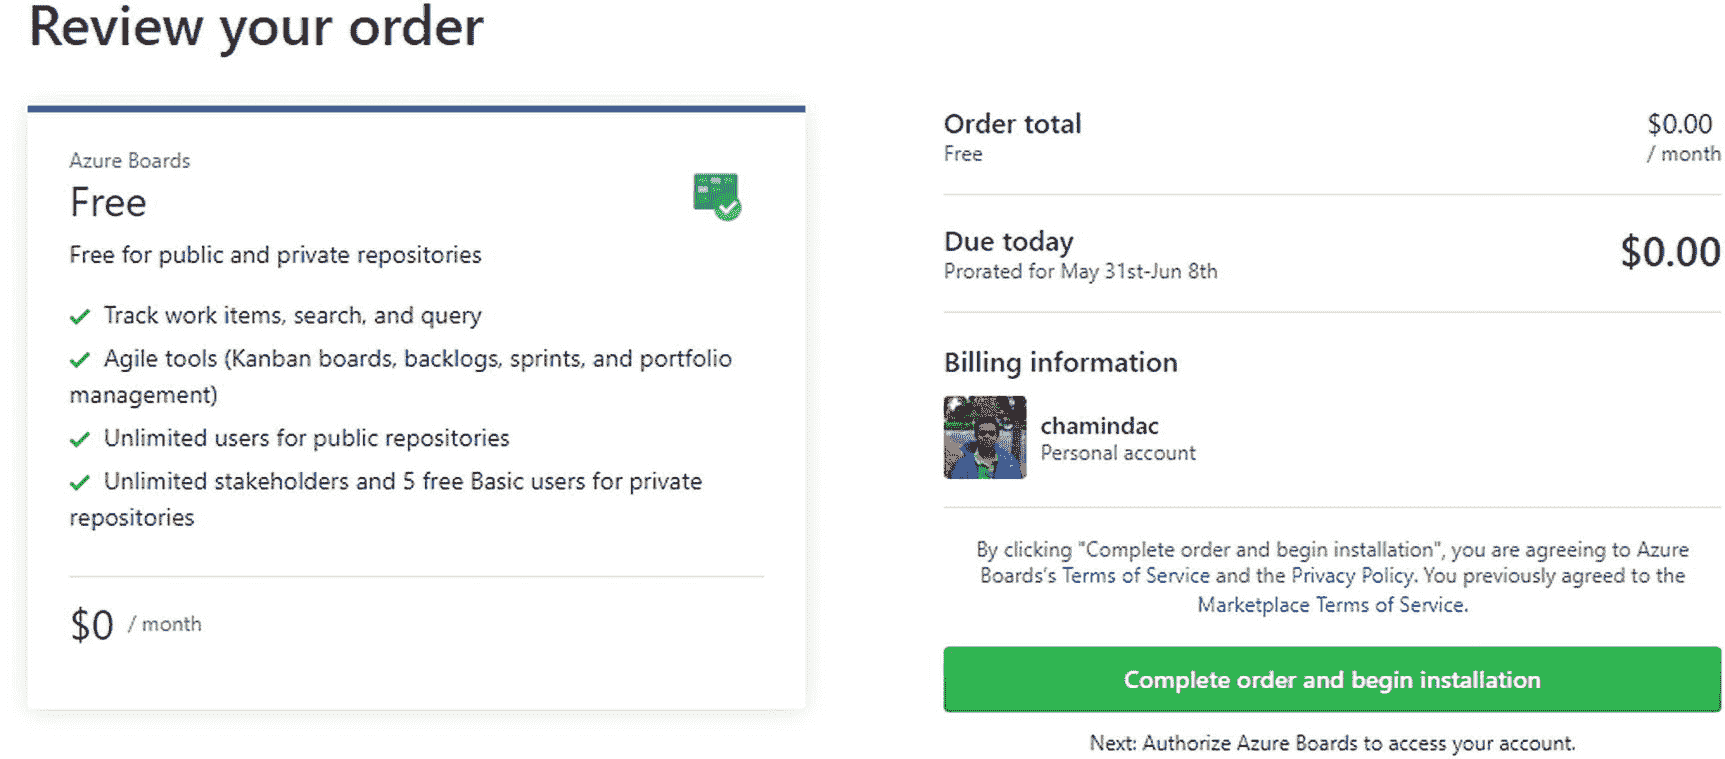 Review your order
Azure Boards
Free
Free for public and private repositories
Track work items, search, and query
Agile tools (Kanban boards, backlogs, sprints, and portfolio
management)
Unlimited users for public repositories
Unlimited stakeholders and 5 free Basic users for private
repositories
$0 / month
Order total
$0.00
Free
/ month
Due today
$0.00
Prorated for May 31st-Jun 8th
Billing information
chamindac
Personal account
By clicking "Complete order and begin installation", you are agreeing to Azure
Boards's Terms of Service and the Privacy Policy. You previously agreed to the
Marketplace Terms of Service.
Complete order and begin installation
Next: Authorize Azure Boards to access your account.